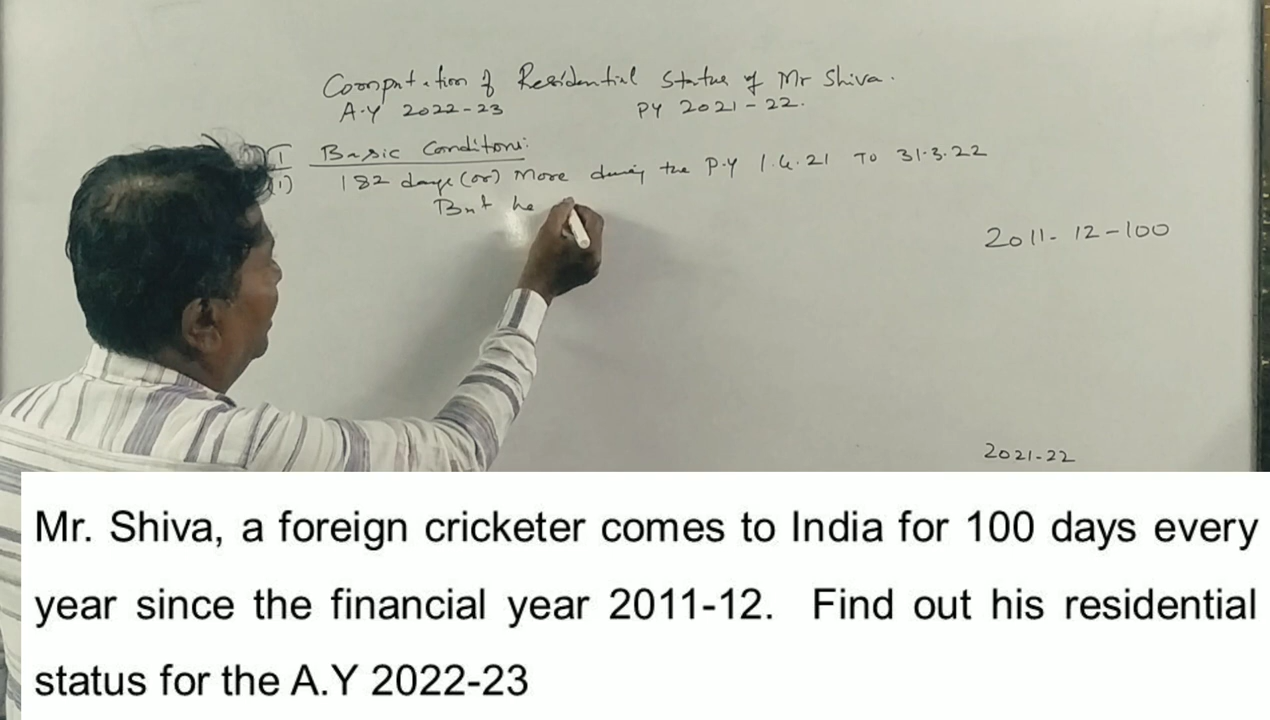 Computation of Residential Status of Mr Shiva.
A.Y 2022-23 PY 2021-22.
I Basic Conditions:
(1) 182 days (or) More during the P.Y 1.4.21 TO 31.3.22
But he
2011-12-100
2021-22
Mr. Shiva, a foreign cricketer comes to India for 100 days every
year since the financial year 2011-12. Find out his residential
status for the A.Y 2022-23